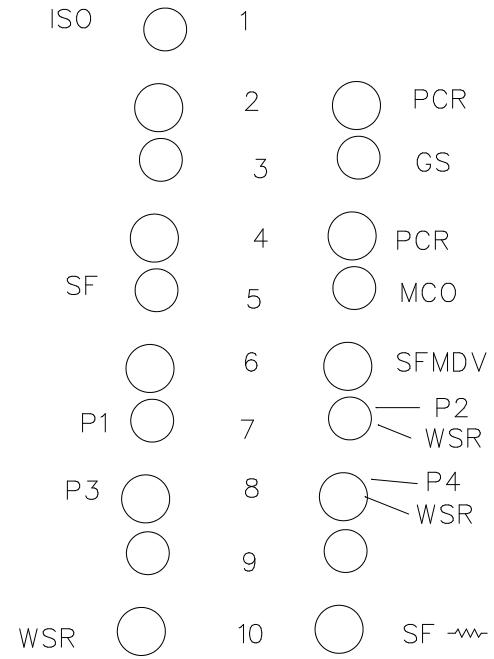 ISO 1
2 PCR
3 GS
4 PCR
SF 5 MCO
6 SFMDV
P1 7 P2
WSR
P3 8 P4
WSR
9
WSR 10 SF